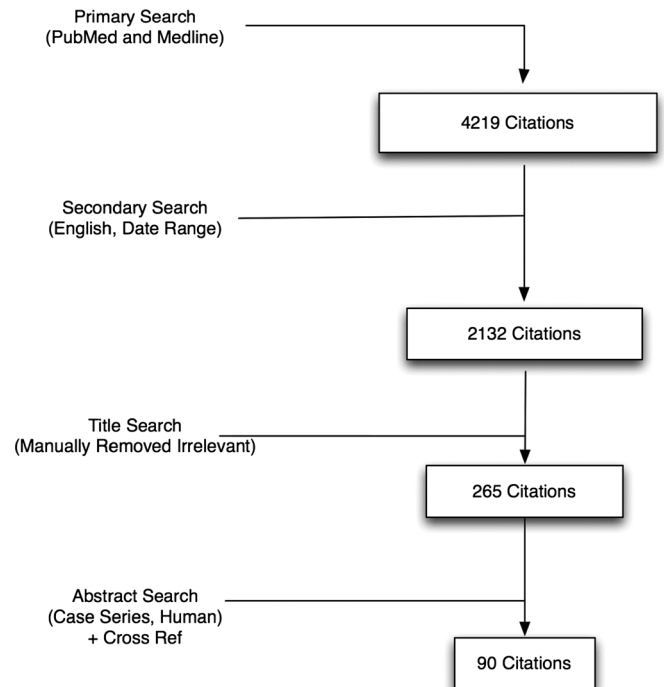 Primary Search
(PubMed and Medline)
4219 Citations
Secondary Search
(English, Date Range)
2132 Citations
Title Search
(Manually Removed Irrelevant)
265 Citations
Abstract Search
(Case Series, Human)
+ Cross Ref
90 Citations